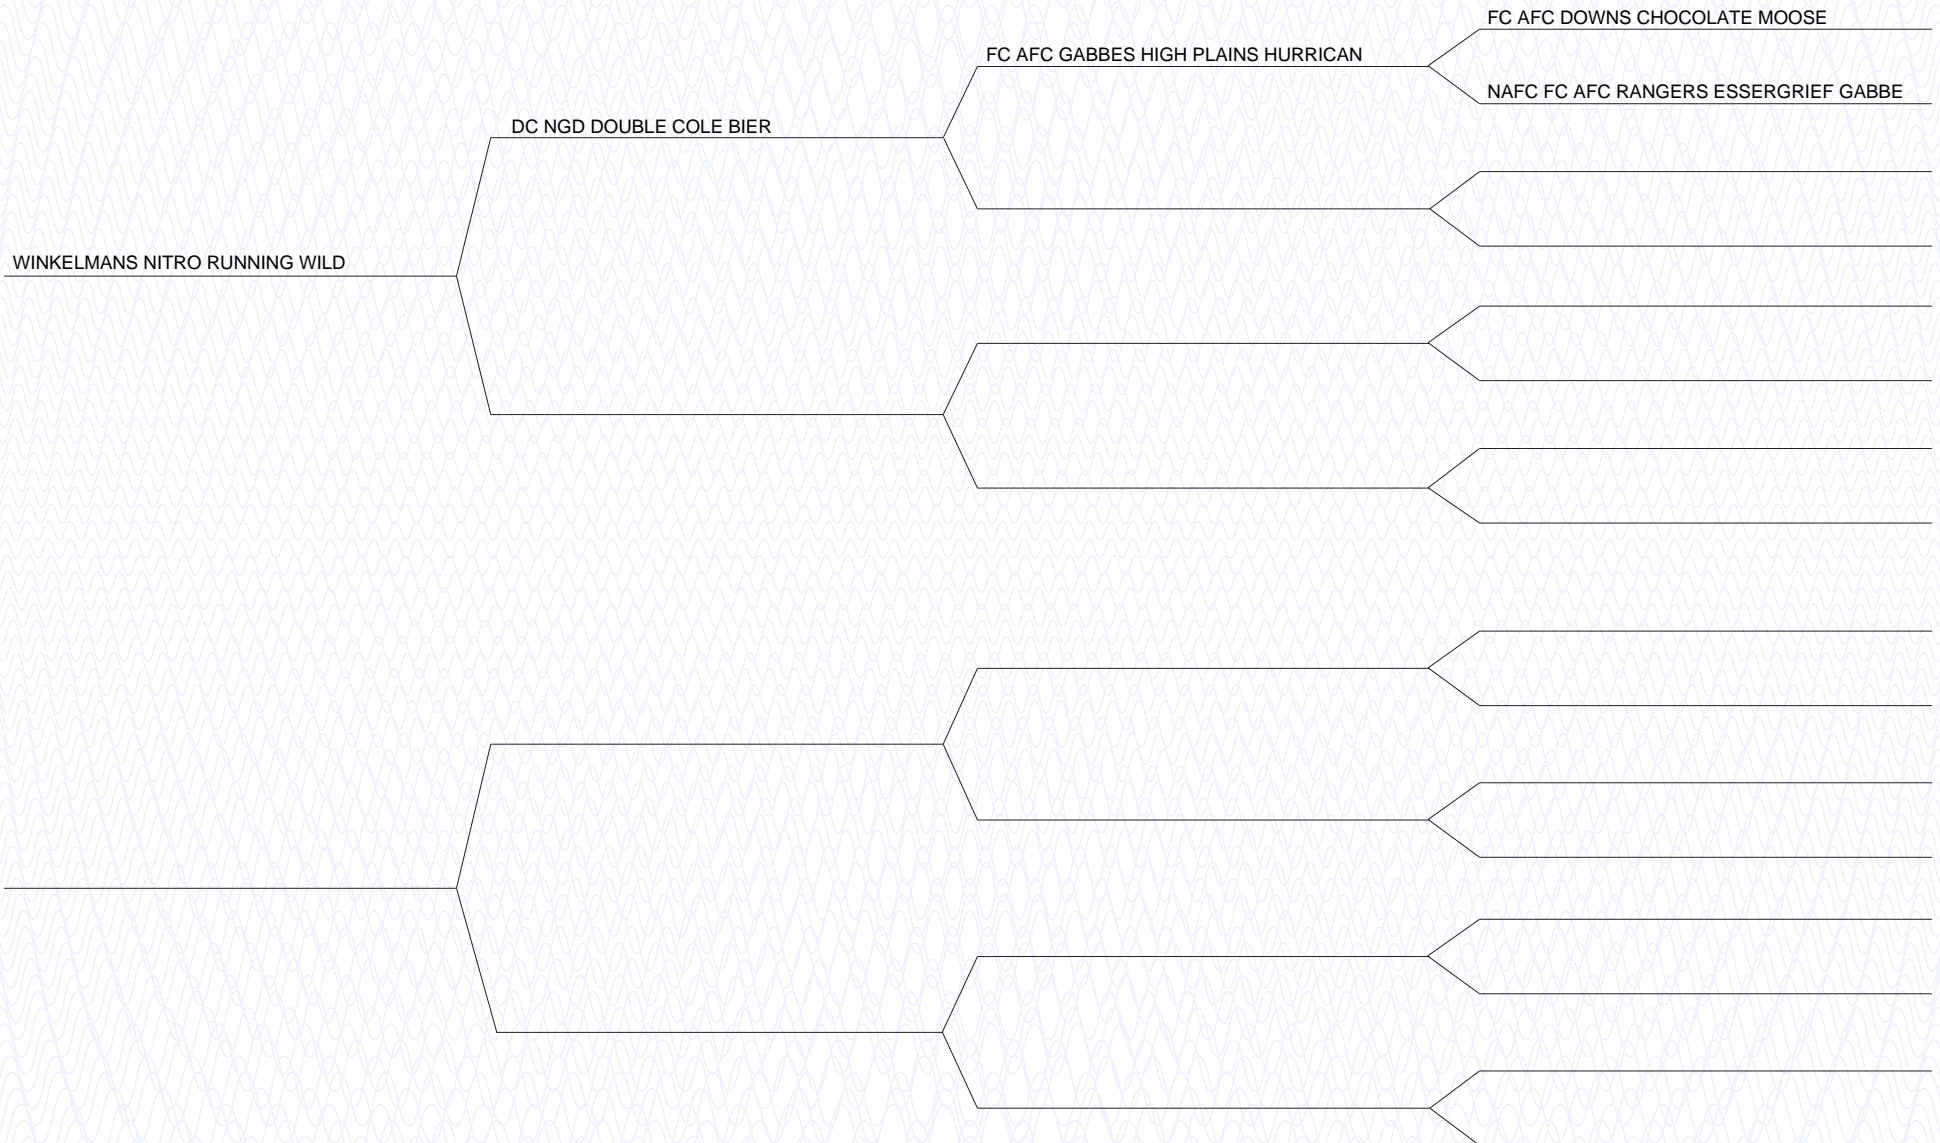 FC AFC DOWNS CHOCOLATE MOOSE
FC AFC GABBES HIGH PLAINS HURRICAN
NAFC FC AFC RANGERS ESSERGRIEF GABBE
DC NGD DOUBLE COLE BIER
WINKELMANS NITRO RUNNING WILD